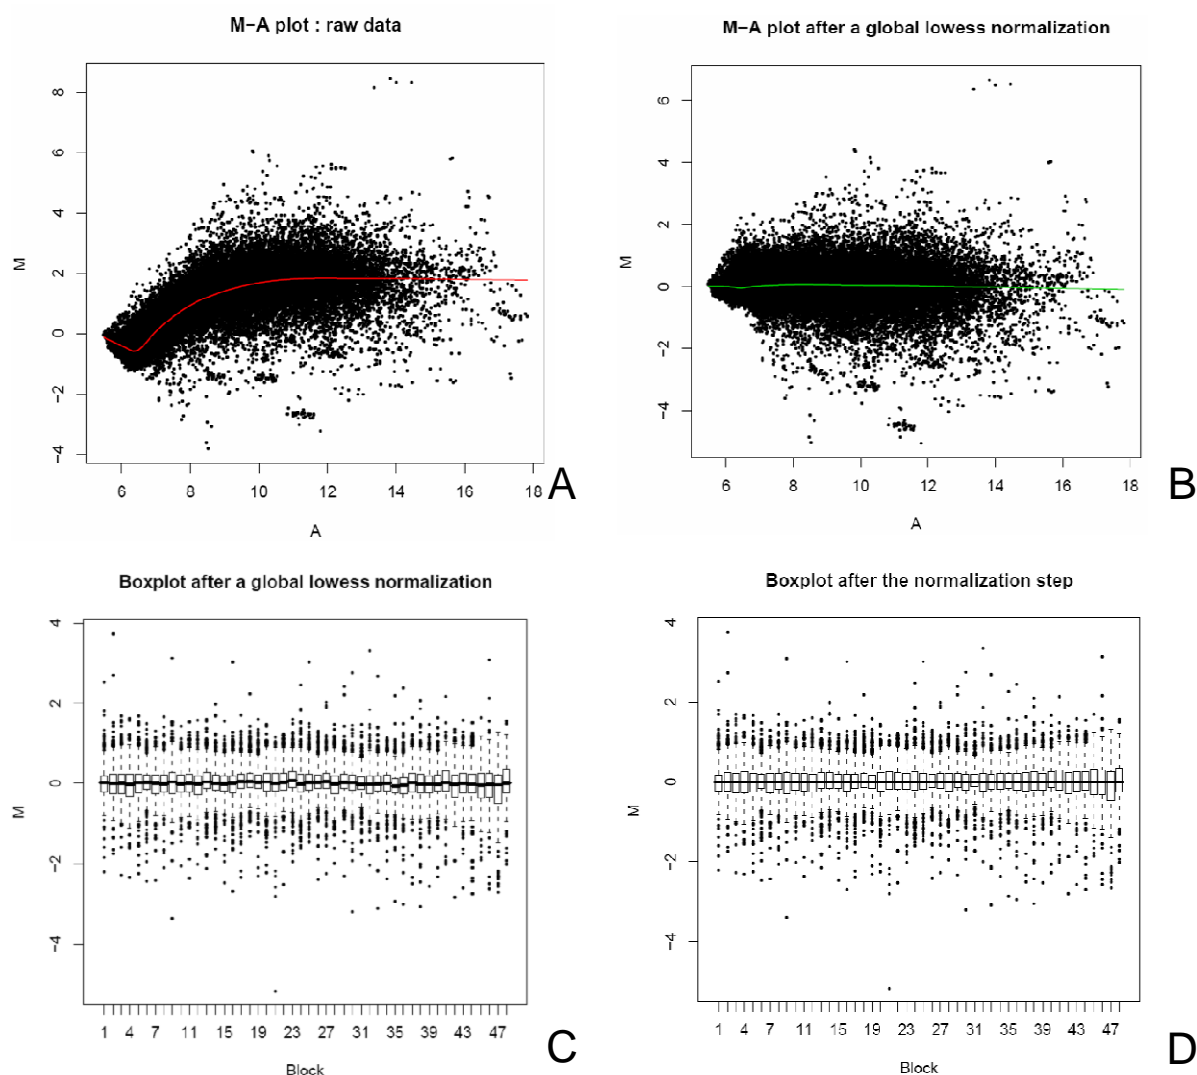 M−A plot : raw data
M
8
6
4
2
0
−2
−4
6 8 10 12 14 16 18
A
A
M−A plot after a global lowess normalization
M
6
4
2
0
−2
−4
6 8 10 12 14 16 18
A
B
Boxplot after a global lowess normalization
M
4
2
0
−2
−4
1 4 7 11 15 19 23 27 31 35 39 43 47
Block
C
Boxplot after the normalization step
M
4
2
0
−2
−4
1 4 7 11 15 19 23 27 31 35 39 43 47
Block
D